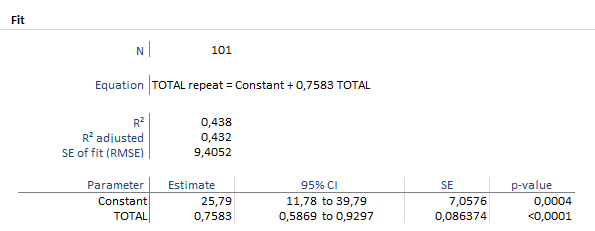 Fit
N 101
Equation TOTAL repeat = Constant + 0,7583 TOTAL
R² 0,438
R² adjusted 0,432
SE of fit (RMSE) 9,4052
Parameter Estimate 95% CI SE p-value
Constant 25,79 11,78 to 39,79 7,0576 0,0004
TOTAL 0,7583 0,5869 to 0,9297 0,086374 <0,0001